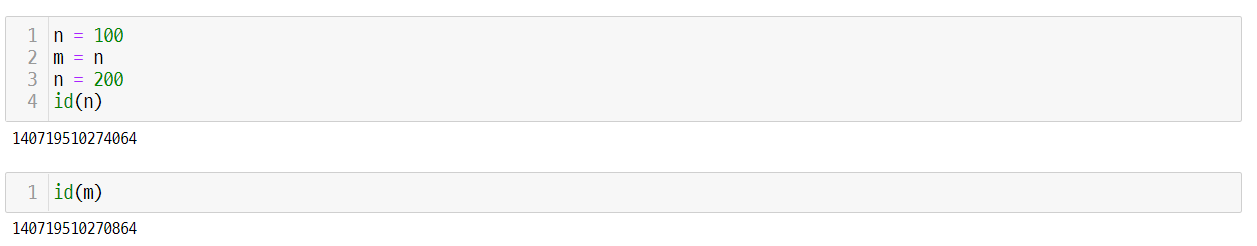 1 n = 100
2 m = n
3 n = 200
4 id(n)
140719510274064
1 id(m)
140719510270864